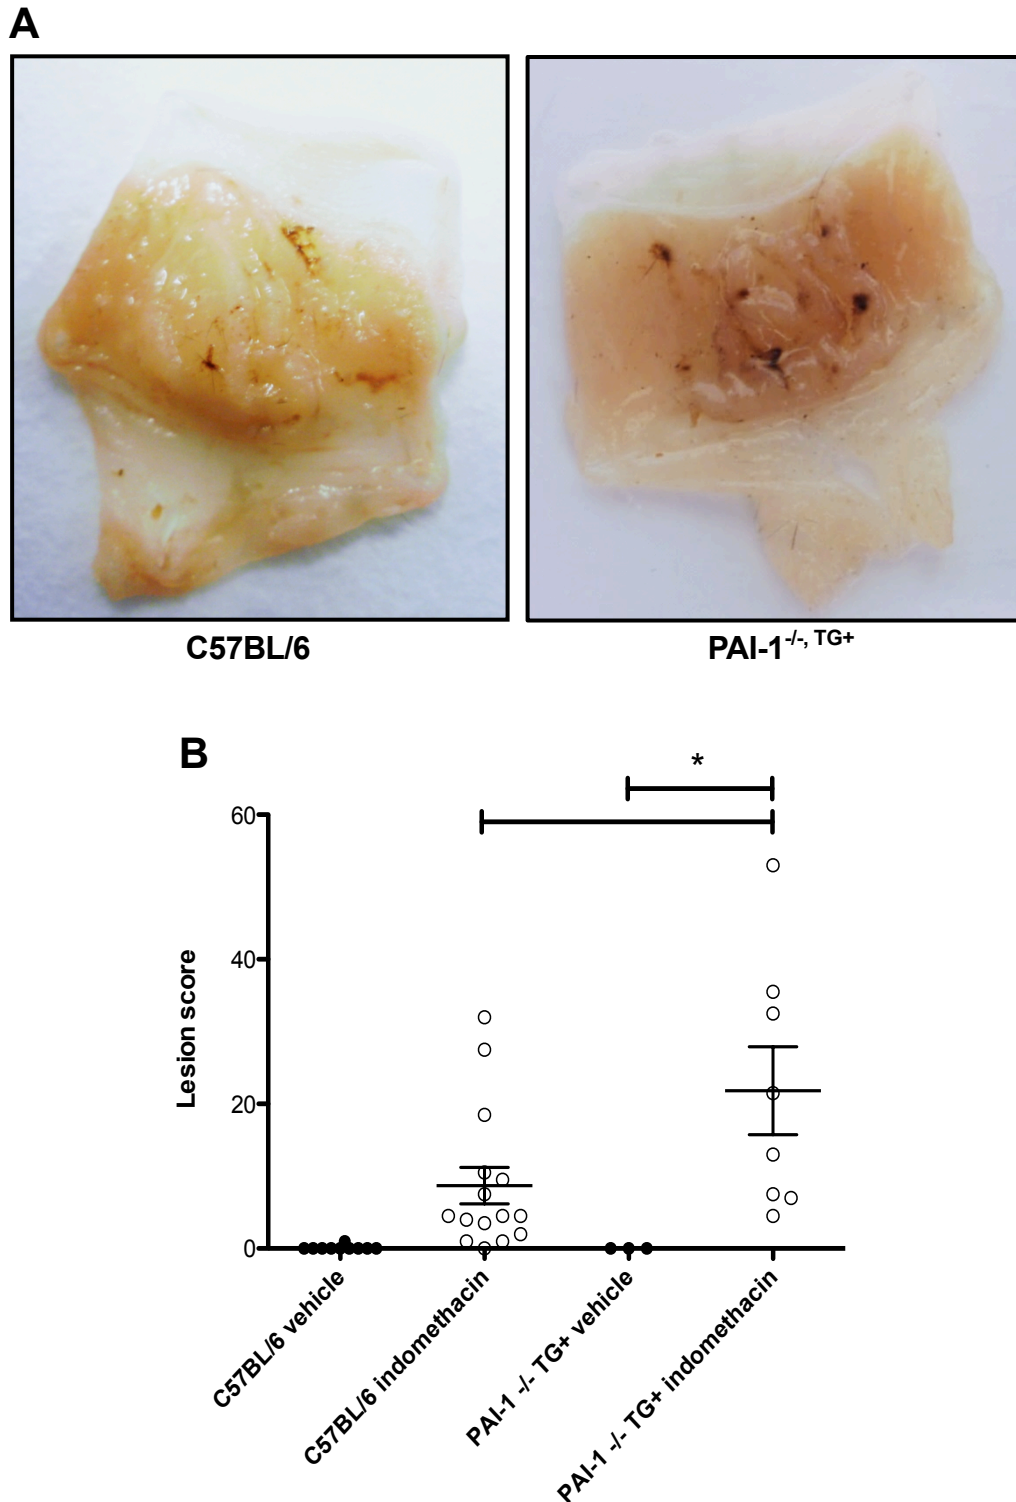 A
C57BL/6
PAI-1-/-, TG+
B
*
60
40
20
0
Lesion score
C57BL/6 vehicle
C57BL/6 indomethacin
PAI-1 -/- TG+ vehicle
PAI-1 -/- TG+ indomethacin